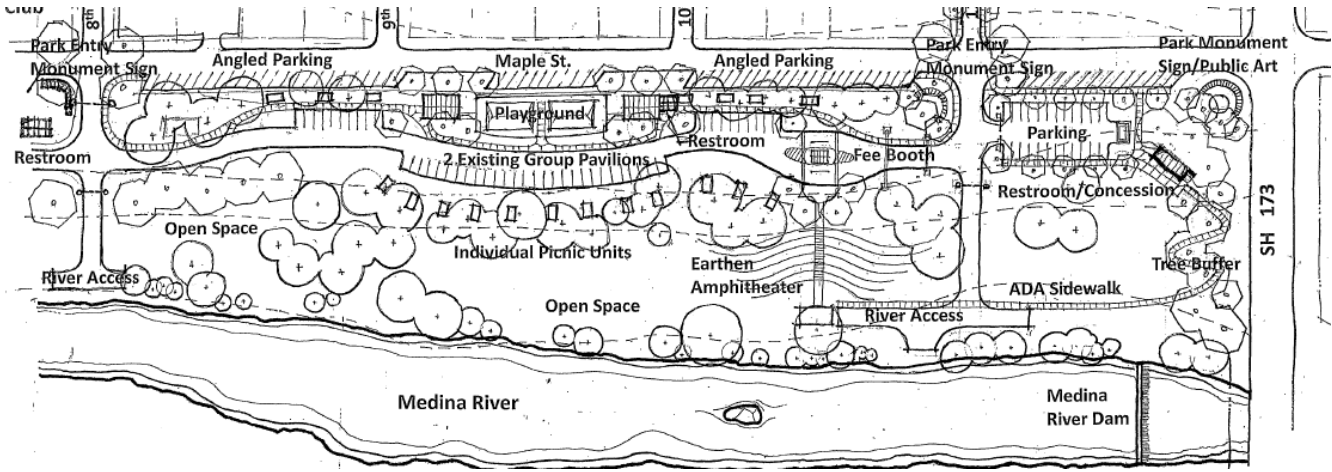 Club
8th
9th
10
1
Park Entry
Monument Sign
Angled Parking
Maple St.
Angled Parking
Park Entry
Monument Sign
Park Monument
Sign/Public Art
Playground
Parking
Restroom
2 Existing Group Pavilions
Restroom
Fee Booth
Restroom/Concession
SH 173
Open Space
Individual Picnic Units
Earthen
Amphitheater
Tree Buffer
River Access
Open Space
ADA Sidewalk
River Access
Medina River
Medina
River Dam